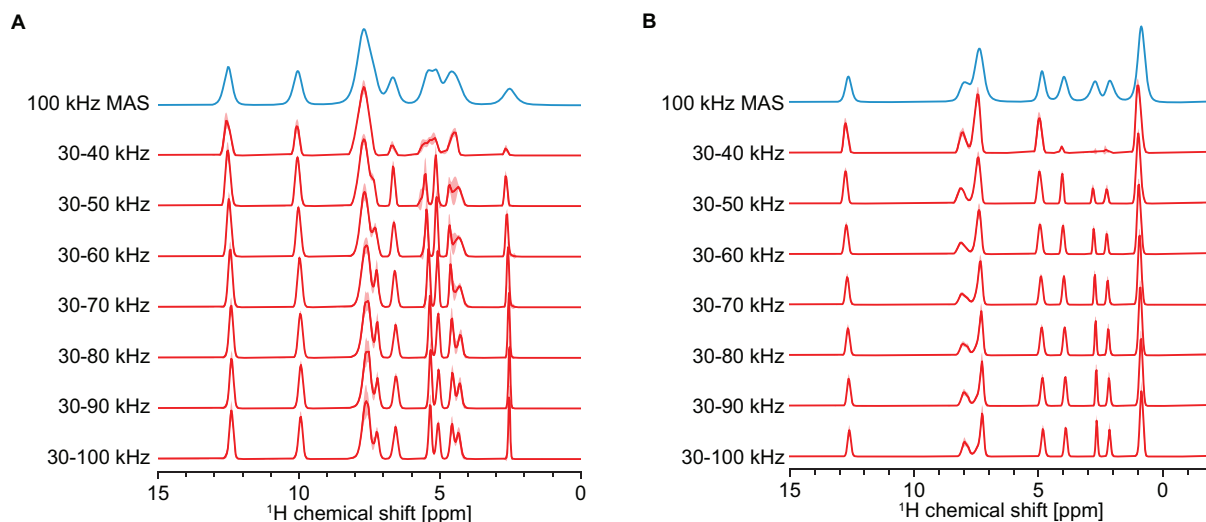 A
100 kHz MAS
30-40 kHz
30-50 kHz
30-60 kHz
30-70 kHz
30-80 kHz
30-90 kHz
30-100 kHz
15 10 5 0
¹H chemical shift [ppm]
B
100 kHz MAS
30-40 kHz
30-50 kHz
30-60 kHz
30-70 kHz
30-80 kHz
30-90 kHz
30-100 kHz
15 10 5 0
¹H chemical shift [ppm]